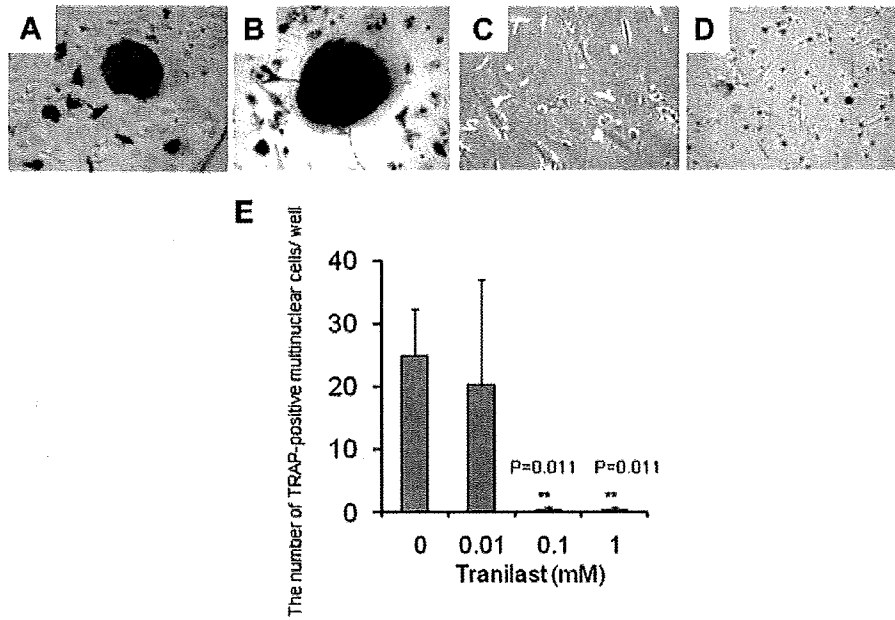 A
B
C
D
E
The number of TRAP-positive multinuclear cells/ well
40
30
20
10
0
P=0.011 P=0.011
** **
0 0.01 0.1 1
Tranilast (mM)